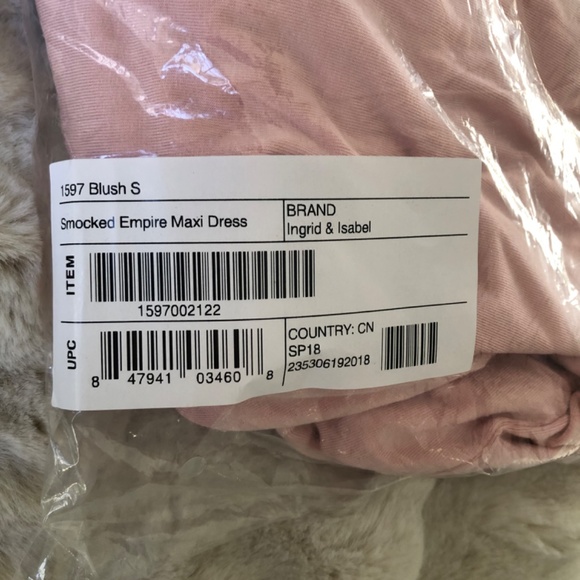 1597 Blush S
Smocked Empire Maxi Dress
BRAND
Ingrid & Isabel
ITEM
1597002122
UPC
8 47941 03460 8
COUNTRY: CN
SP18
235306192018